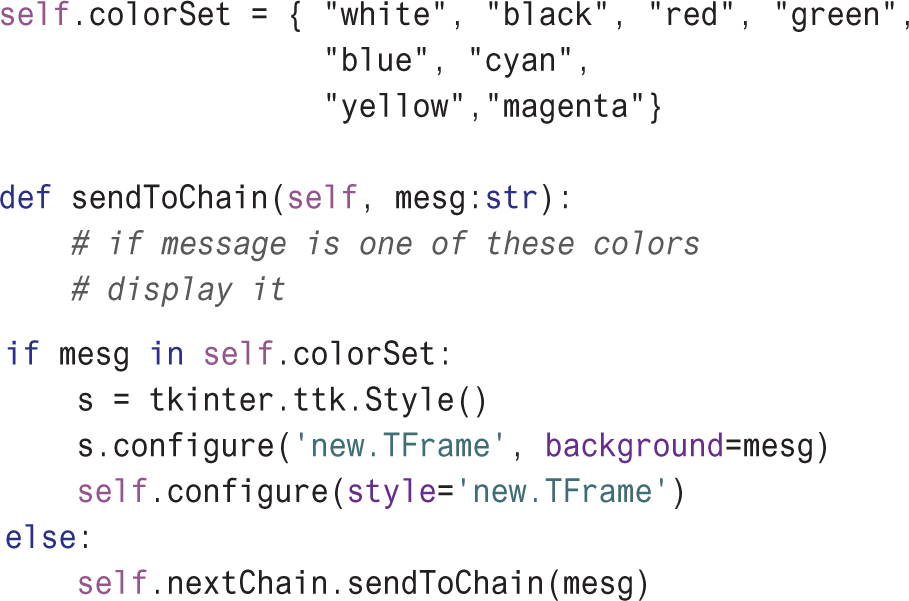 self.colorSet = { "white", "black", "red", "green",
                  "blue", "cyan",
                  "yellow","magenta"}

def sendToChain(self, mesg:str):
    # if message is one of these colors
    # display it
if mesg in self.colorSet:
    s = tkinter.ttk.Style()
    s.configure('new.TFrame', background=mesg)
    self.configure(style='new.TFrame')
else:
    self.nextChain.sendToChain(mesg)